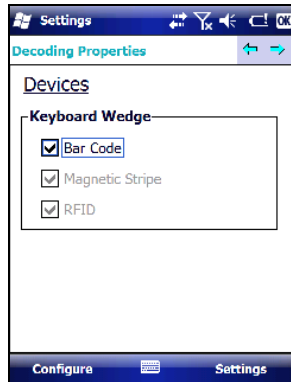 Settings OK
Decoding Properties
Devices
Keyboard Wedge
Bar Code
Magnetic Stripe
RFID
Configure Settings